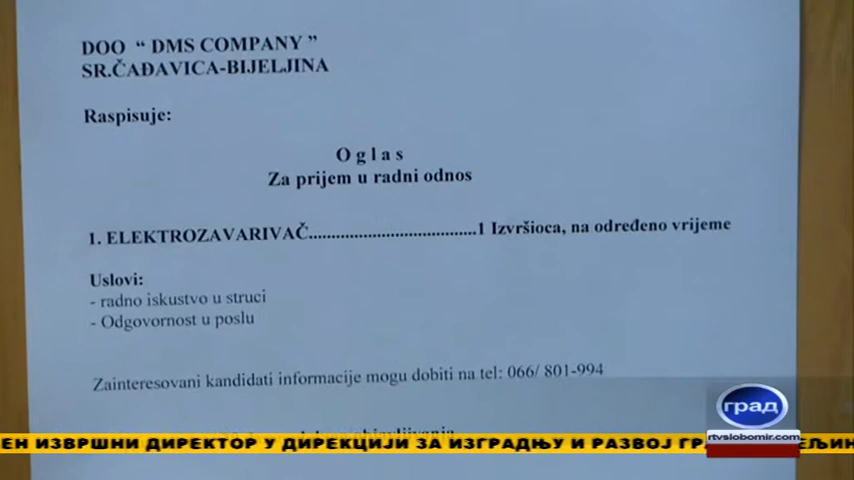 DOO “ DMS COMPANY ”
SR.ČAĐAVICA-BIJELJINA
Raspisuje:
O g l a s
Za prijem u radni odnos
1. ELEKTROZAVARIVAČ......................................1 Izvršioca, na određeno vrijeme
Uslovi:
- radno iskustvo u struci
- Odgovornost u poslu
Zainteresovani kandidati informacije mogu dobiti na tel: 066/ 801-994
град
rtvslobomir.com
ЕН ИЗВРШНИ ДИРЕКТОР У ДИРЕКЦИЈИ ЗА ИЗГРАДЊУ И РАЗВОЈ